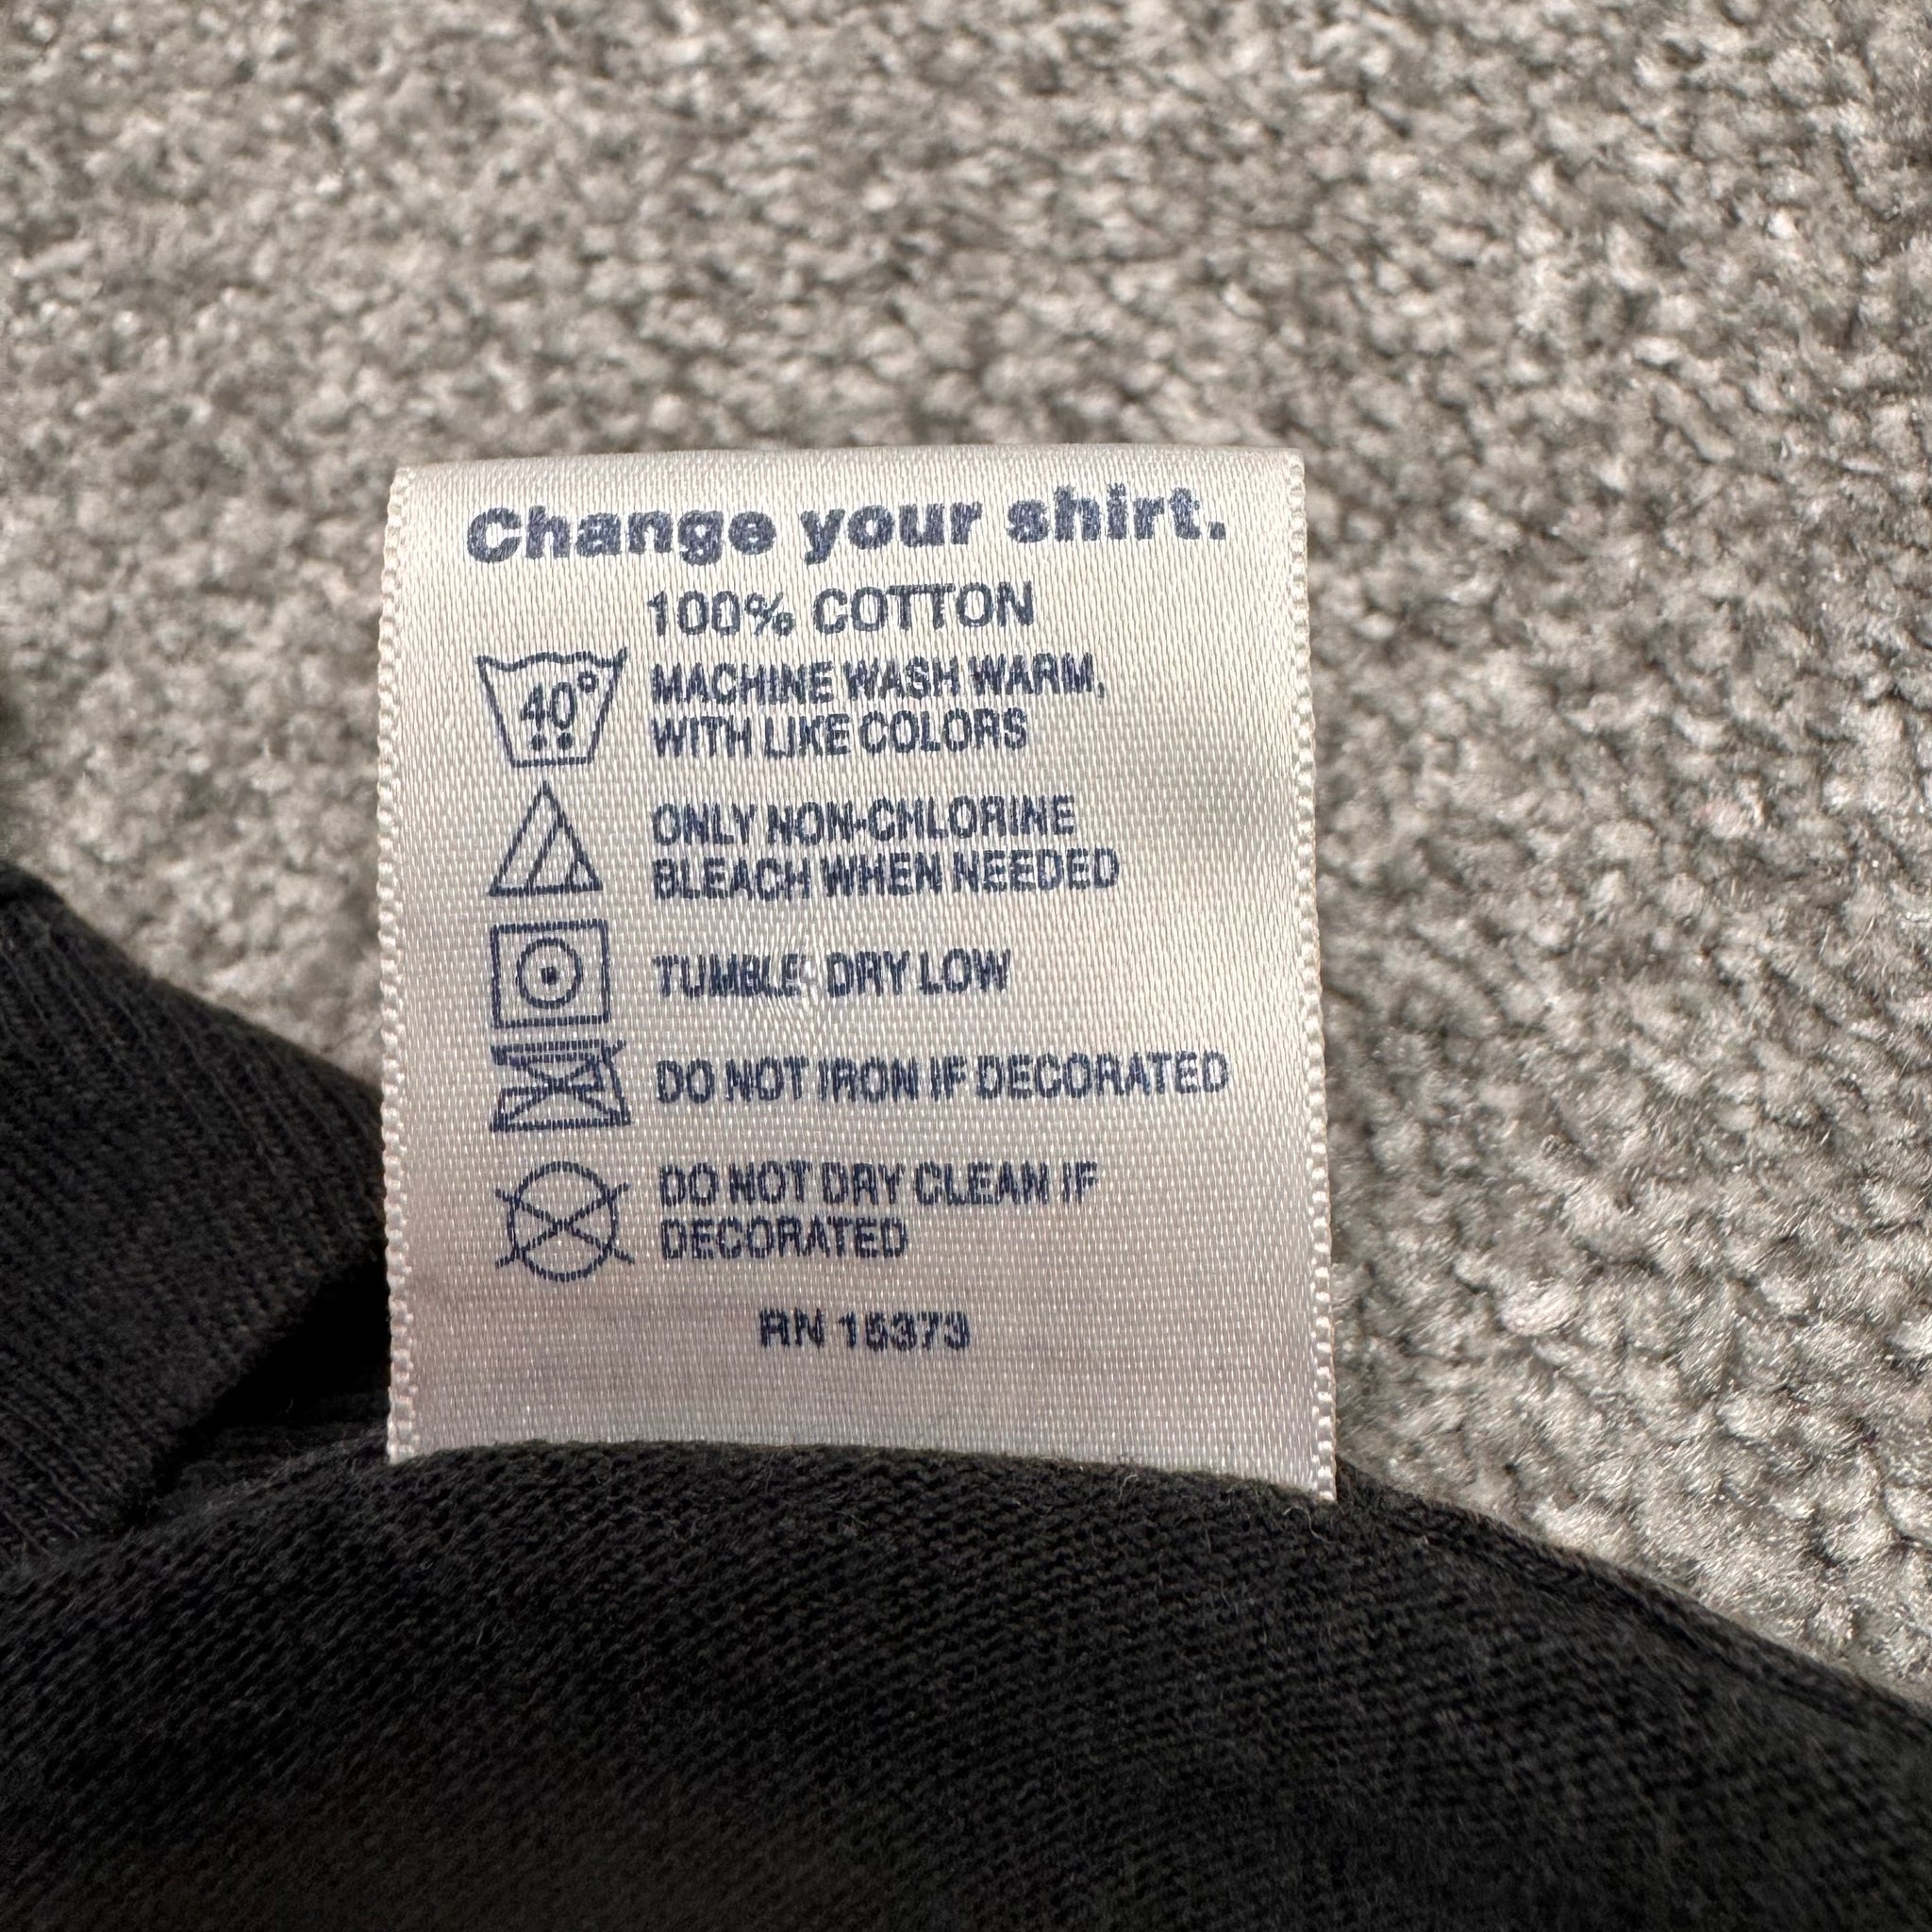 Change your shirt.
100% COTTON
40°
MACHINE WASH WARM,
WITH LIKE COLORS
ONLY NON-CHLORINE
BLEACH WHEN NEEDED
TUMBLE DRY LOW
DO NOT IRON IF DECORATED
DO NOT DRY CLEAN IF
DECORATED
RN 15373